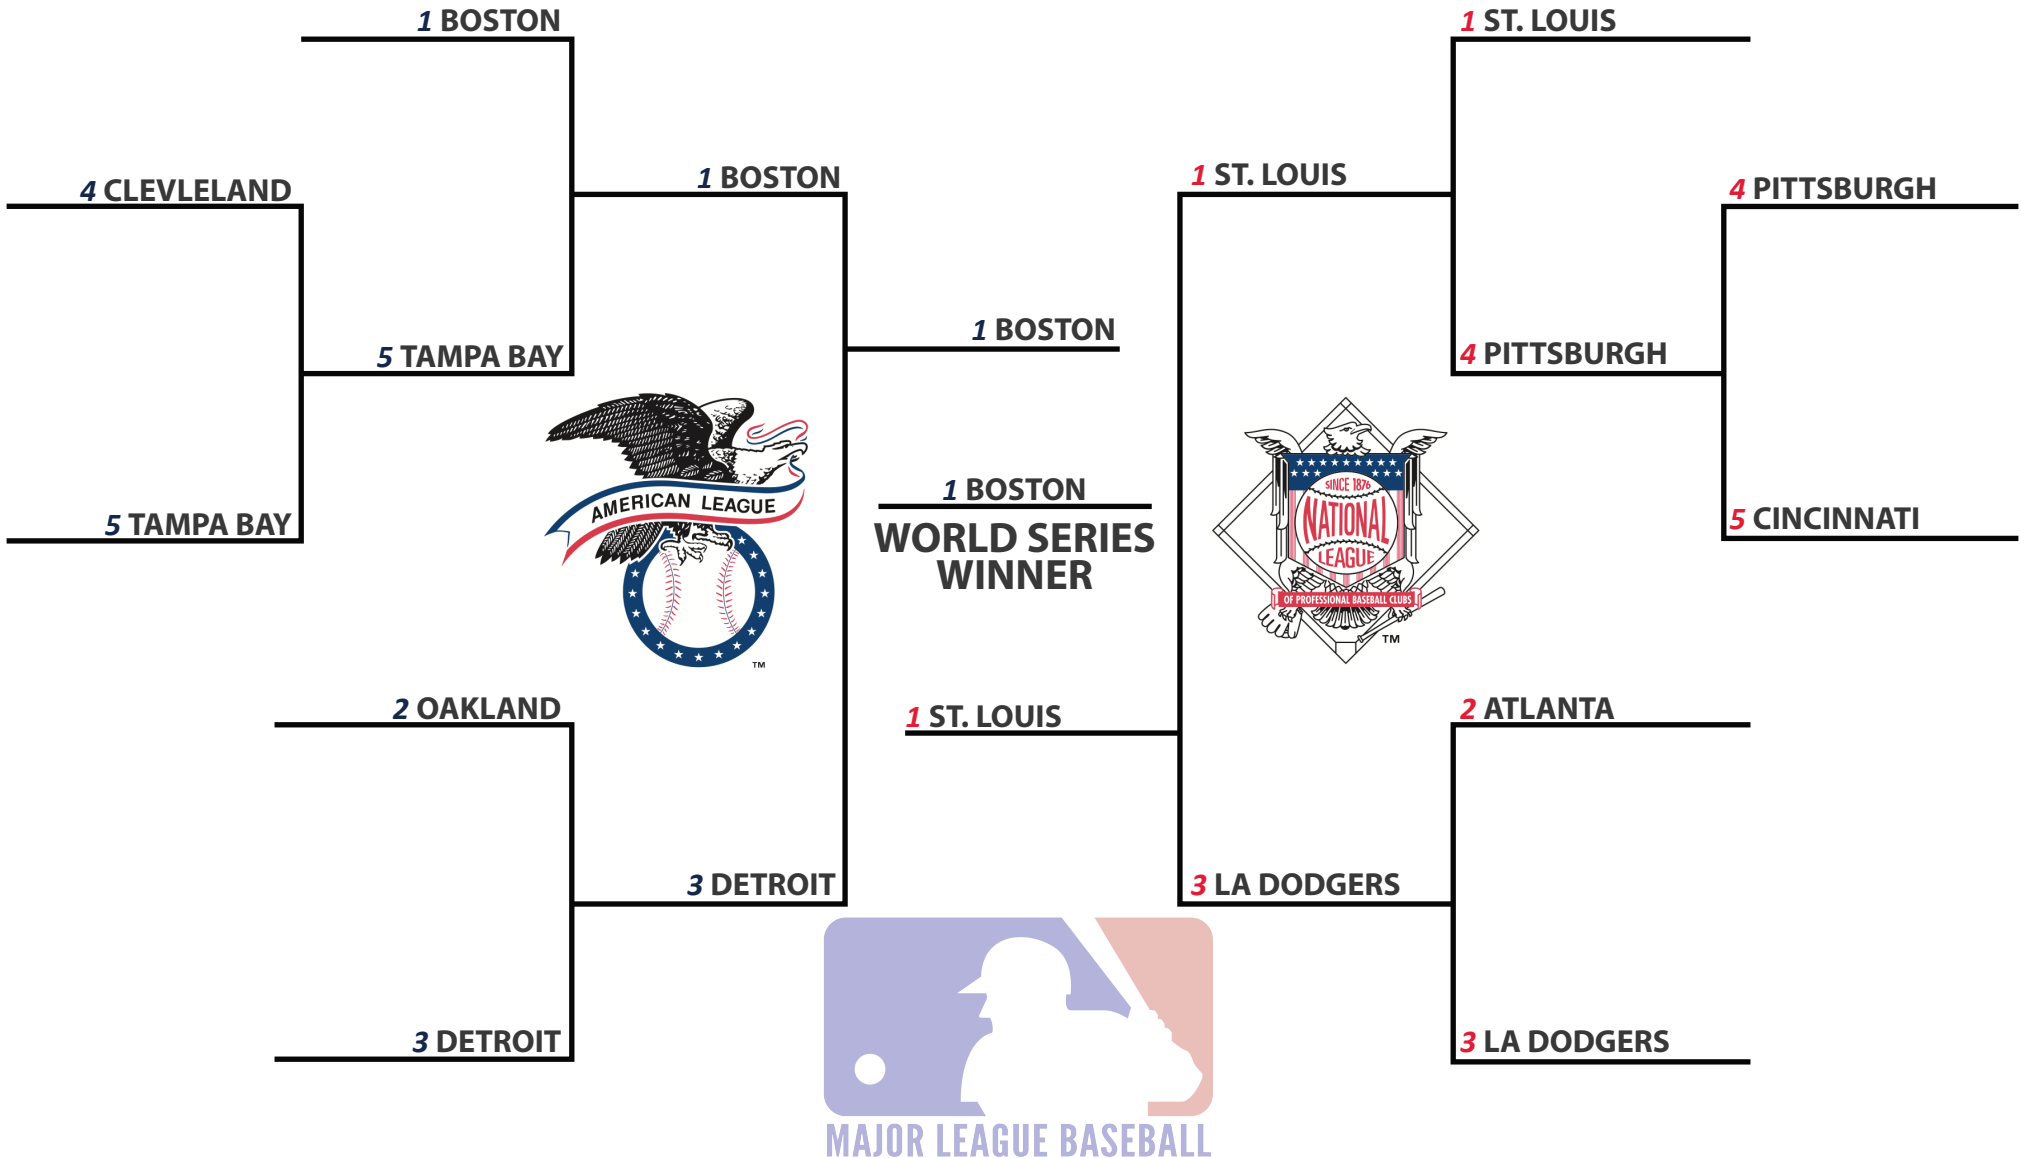 1 BOSTON
4 CLEVLELAND
1 BOSTON
5 TAMPA BAY
5 TAMPA BAY
2 OAKLAND
3 DETROIT
3 DETROIT
AMERICAN LEAGUE
TM
1 BOSTON
1 BOSTON
WORLD SERIES
WINNER
1 ST. LOUIS
1 ST. LOUIS
1 ST. LOUIS
4 PITTSBURGH
4 PITTSBURGH
5 CINCINNATI
SINCE 1876
NATIONAL
LEAGUE
OF PROFESSIONAL BASEBALL CLUBS
TM
2 ATLANTA
3 LA DODGERS
3 LA DODGERS
MAJOR LEAGUE BASEBALL